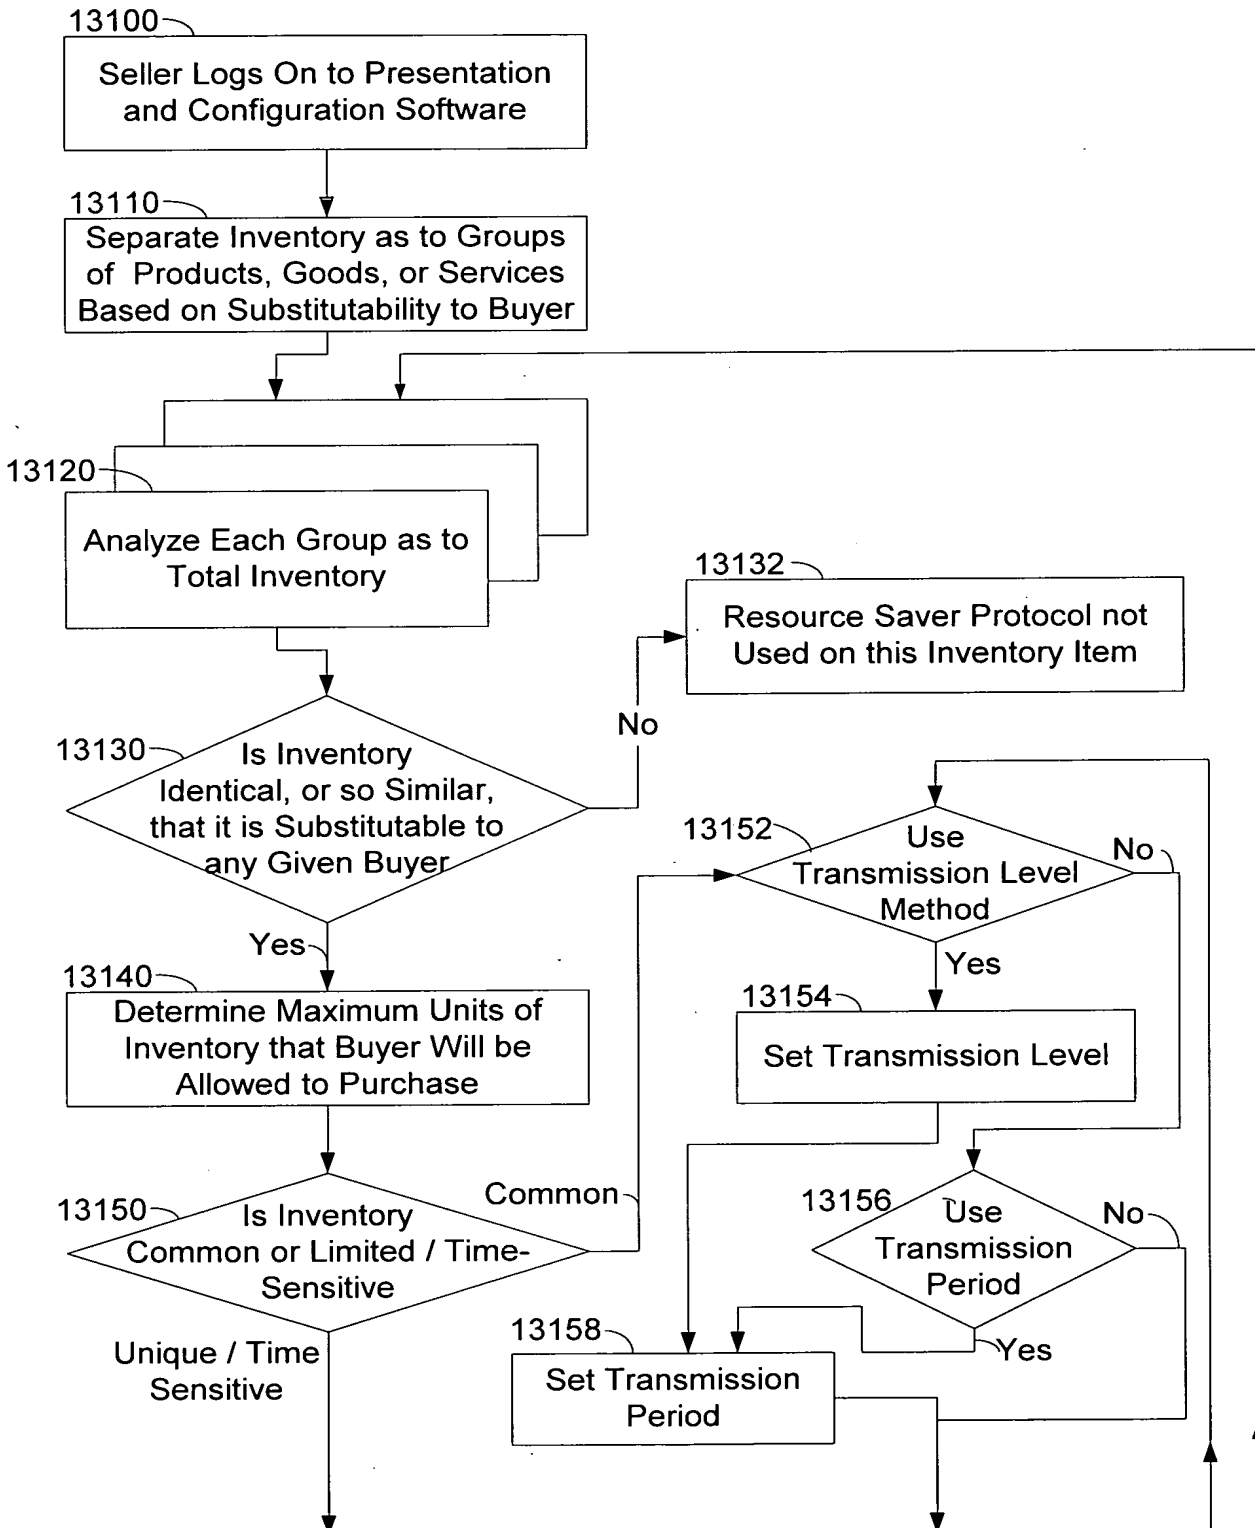 13100
Seller Logs On to Presentation
and Configuration Software
13110
Separate Inventory as to Groups
of Products, Goods, or Services
Based on Substitutability to Buyer
13120
Analyze Each Group as to
Total Inventory
13132
Resource Saver Protocol not
Used on this Inventory Item
No
13130
Is Inventory
Identical, or so Similar,
that it is Substitutable to
any Given Buyer
Yes
13140
Determine Maximum Units of
Inventory that Buyer Will be
Allowed to Purchase
13150
Is Inventory
Common or Limited / Time-
Sensitive
Common
Unique / Time
Sensitive
13152
Use
Transmission Level
Method
No
Yes
13154
Set Transmission Level
13156
Use
Transmission
Period
No
Yes
13158
Set Transmission
Period